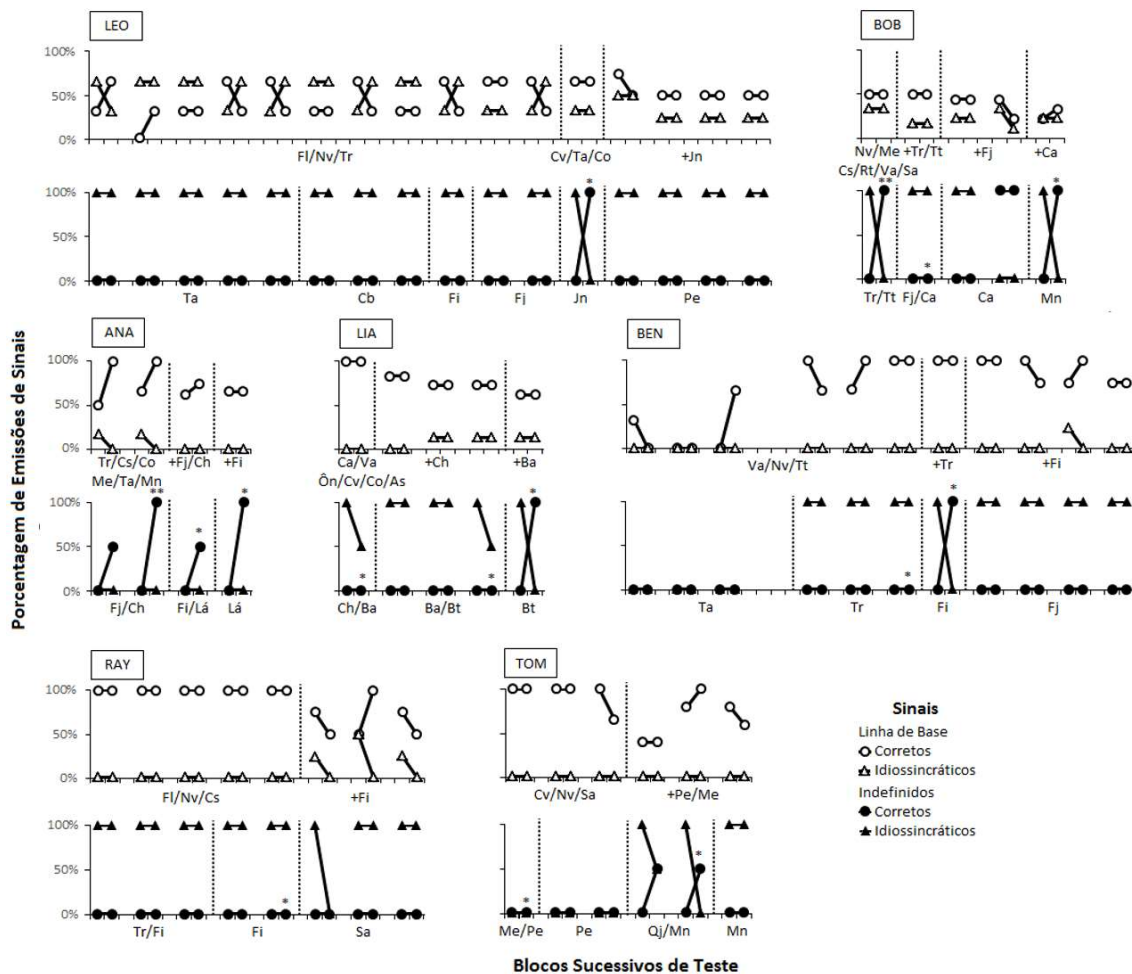 LEO
BOB
100%
50%
0%
Fl/Nv/Tr
Cv/Ta/Co
+Jn
Nv/Me
+Tr/Tt
+Fj
+Ca
Cs/Rt/Va/Sa
100%
50%
0%
*
**
*
*
Ta
Cb
Fi
Fj
Jn
Pe
Tr/Tt
Fj/Ca
Ca
Mn
ANA
LIA
BEN
100%
50%
0%
Tr/Cs/Co
+Fj/Ch
+Fi
Me/Ta/Mn
Ca/Va
+Ch
+Ba
Ôn/Cv/Co/As
Va/Nv/Tt
+Tr
+Fi
100%
50%
0%
**
*
*
*
*
*
*
*
Fj/Ch
Fi/Lá
Lá
Ch/Ba
Ba/Bt
Bt
Ta
Tr
Fi
Fj
RAY
TOM
100%
50%
0%
Fl/Nv/Cs
+Fi
Cv/Nv/Sa
+Pe/Me
100%
50%
0%
*
*
*
Tr/Fi
Fi
Sa
Me/Pe
Pe
Qj/Mn
Mn
Sinais
Linha de Base
Corretos
Idiossincráticos
Indefinidos
Corretos
Idiossincráticos
Porcentagem de Emissões de Sinais
Blocos Sucessivos de Teste